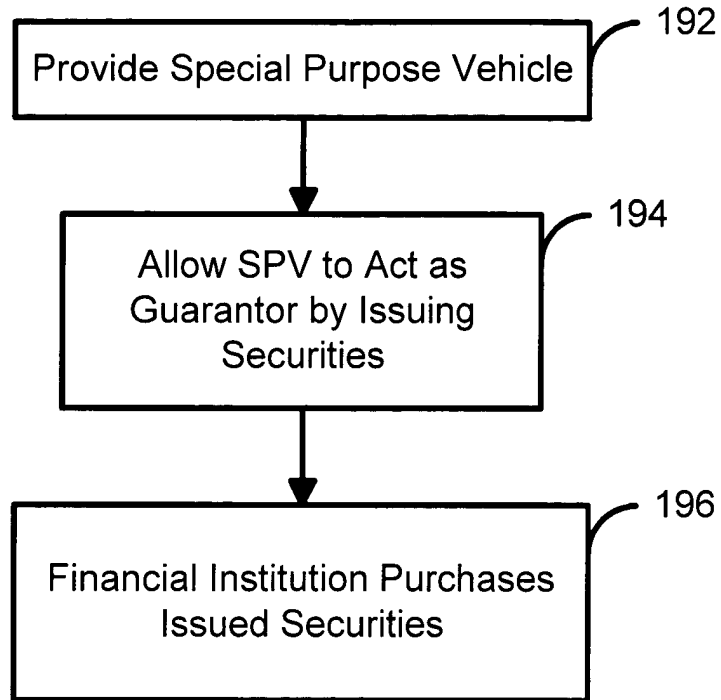 192
Provide Special Purpose Vehicle
194
Allow SPV to Act as
Guarantor by Issuing
Securities
196
Financial Institution Purchases
Issued Securities